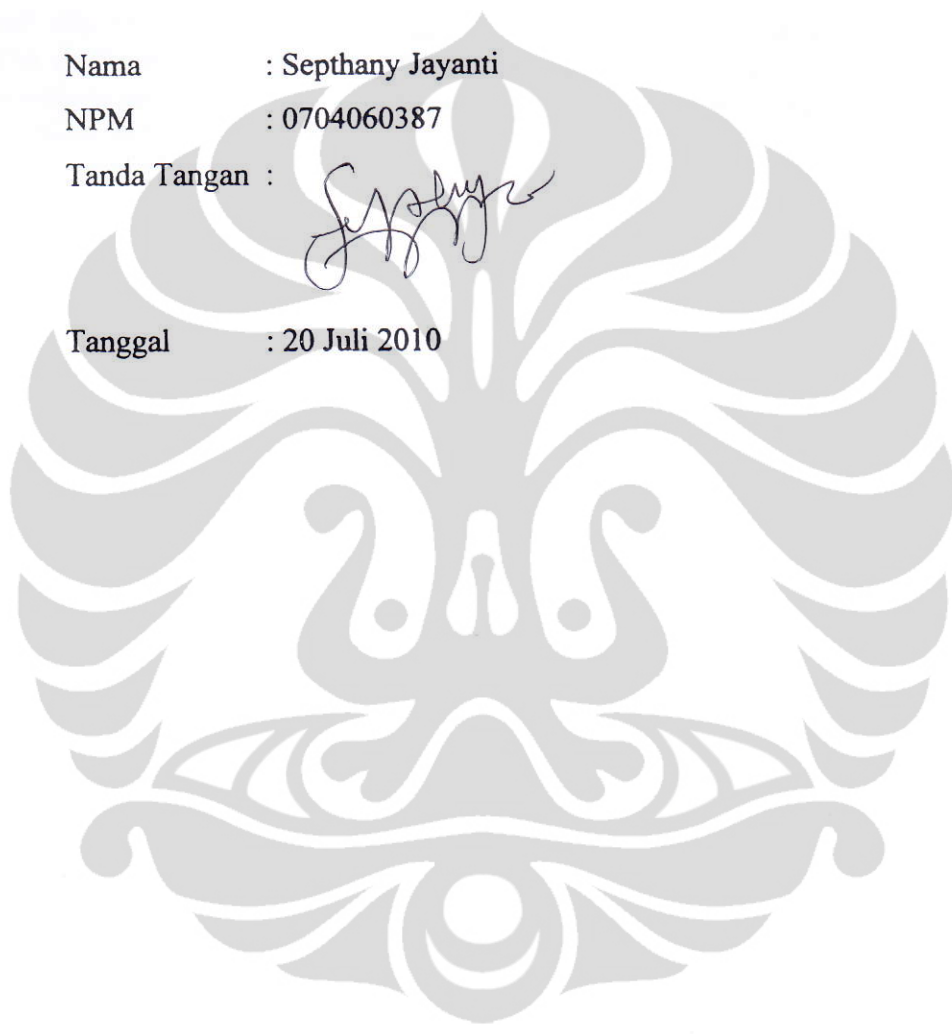 Nama : Septhany Jayanti
NPM : 0704060387
Tanda Tangan :
Tanggal : 20 Juli 2010